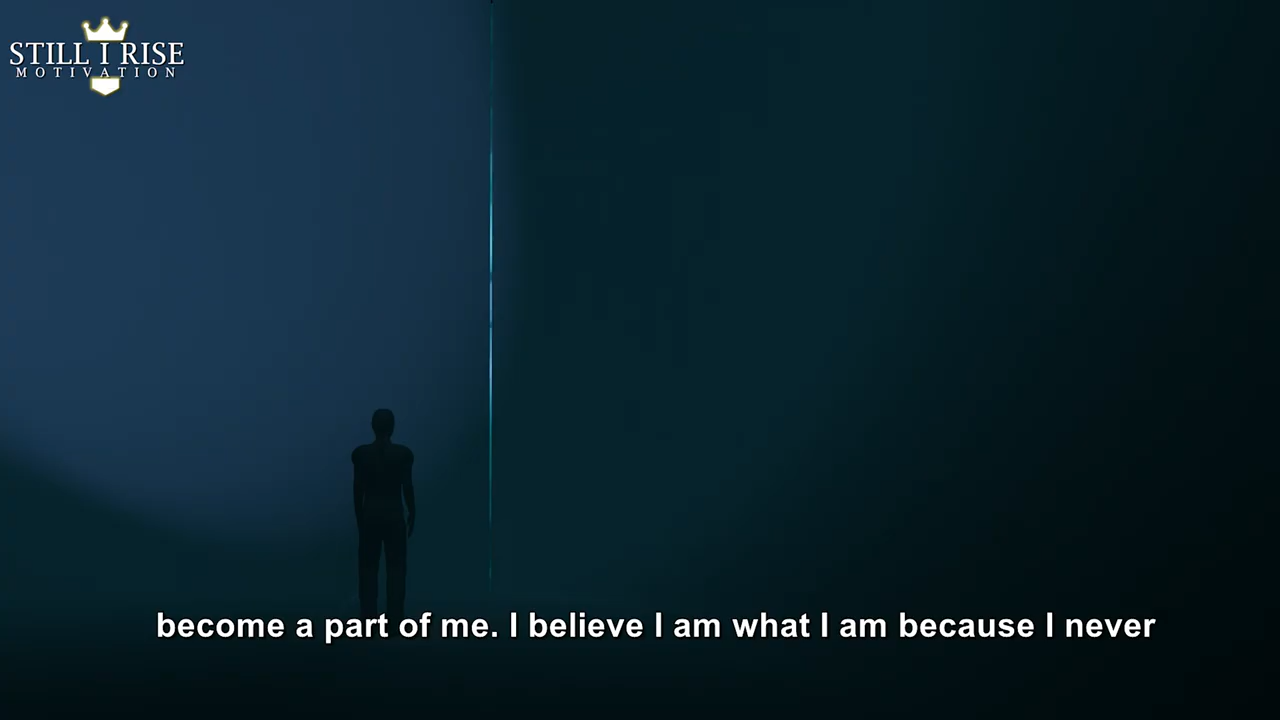 STILL I RISE
MOTIVATION
become a part of me. I believe I am what I am because I never